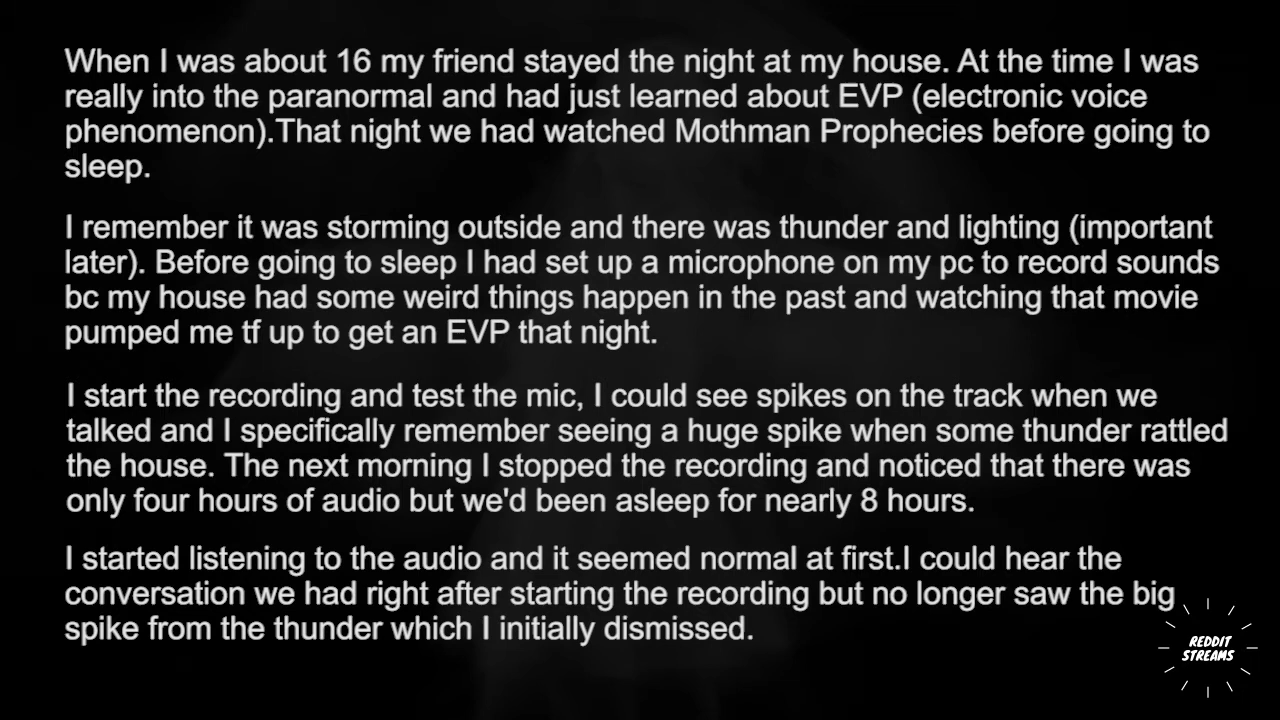 When I was about 16 my friend stayed the night at my house. At the time I was
really into the paranormal and had just learned about EVP (electronic voice
phenomenon).That night we had watched Mothman Prophecies before going to
sleep.
I remember it was storming outside and there was thunder and lighting (important
later). Before going to sleep I had set up a microphone on my pc to record sounds
bc my house had some weird things happen in the past and watching that movie
pumped me tf up to get an EVP that night.
I start the recording and test the mic, I could see spikes on the track when we
talked and I specifically remember seeing a huge spike when some thunder rattled
the house. The next morning I stopped the recording and noticed that there was
only four hours of audio but we'd been asleep for nearly 8 hours.
I started listening to the audio and it seemed normal at first.I could hear the
conversation we had right after starting the recording but no longer saw the big
spike from the thunder which I initially dismissed.
REDDIT
STREAMS